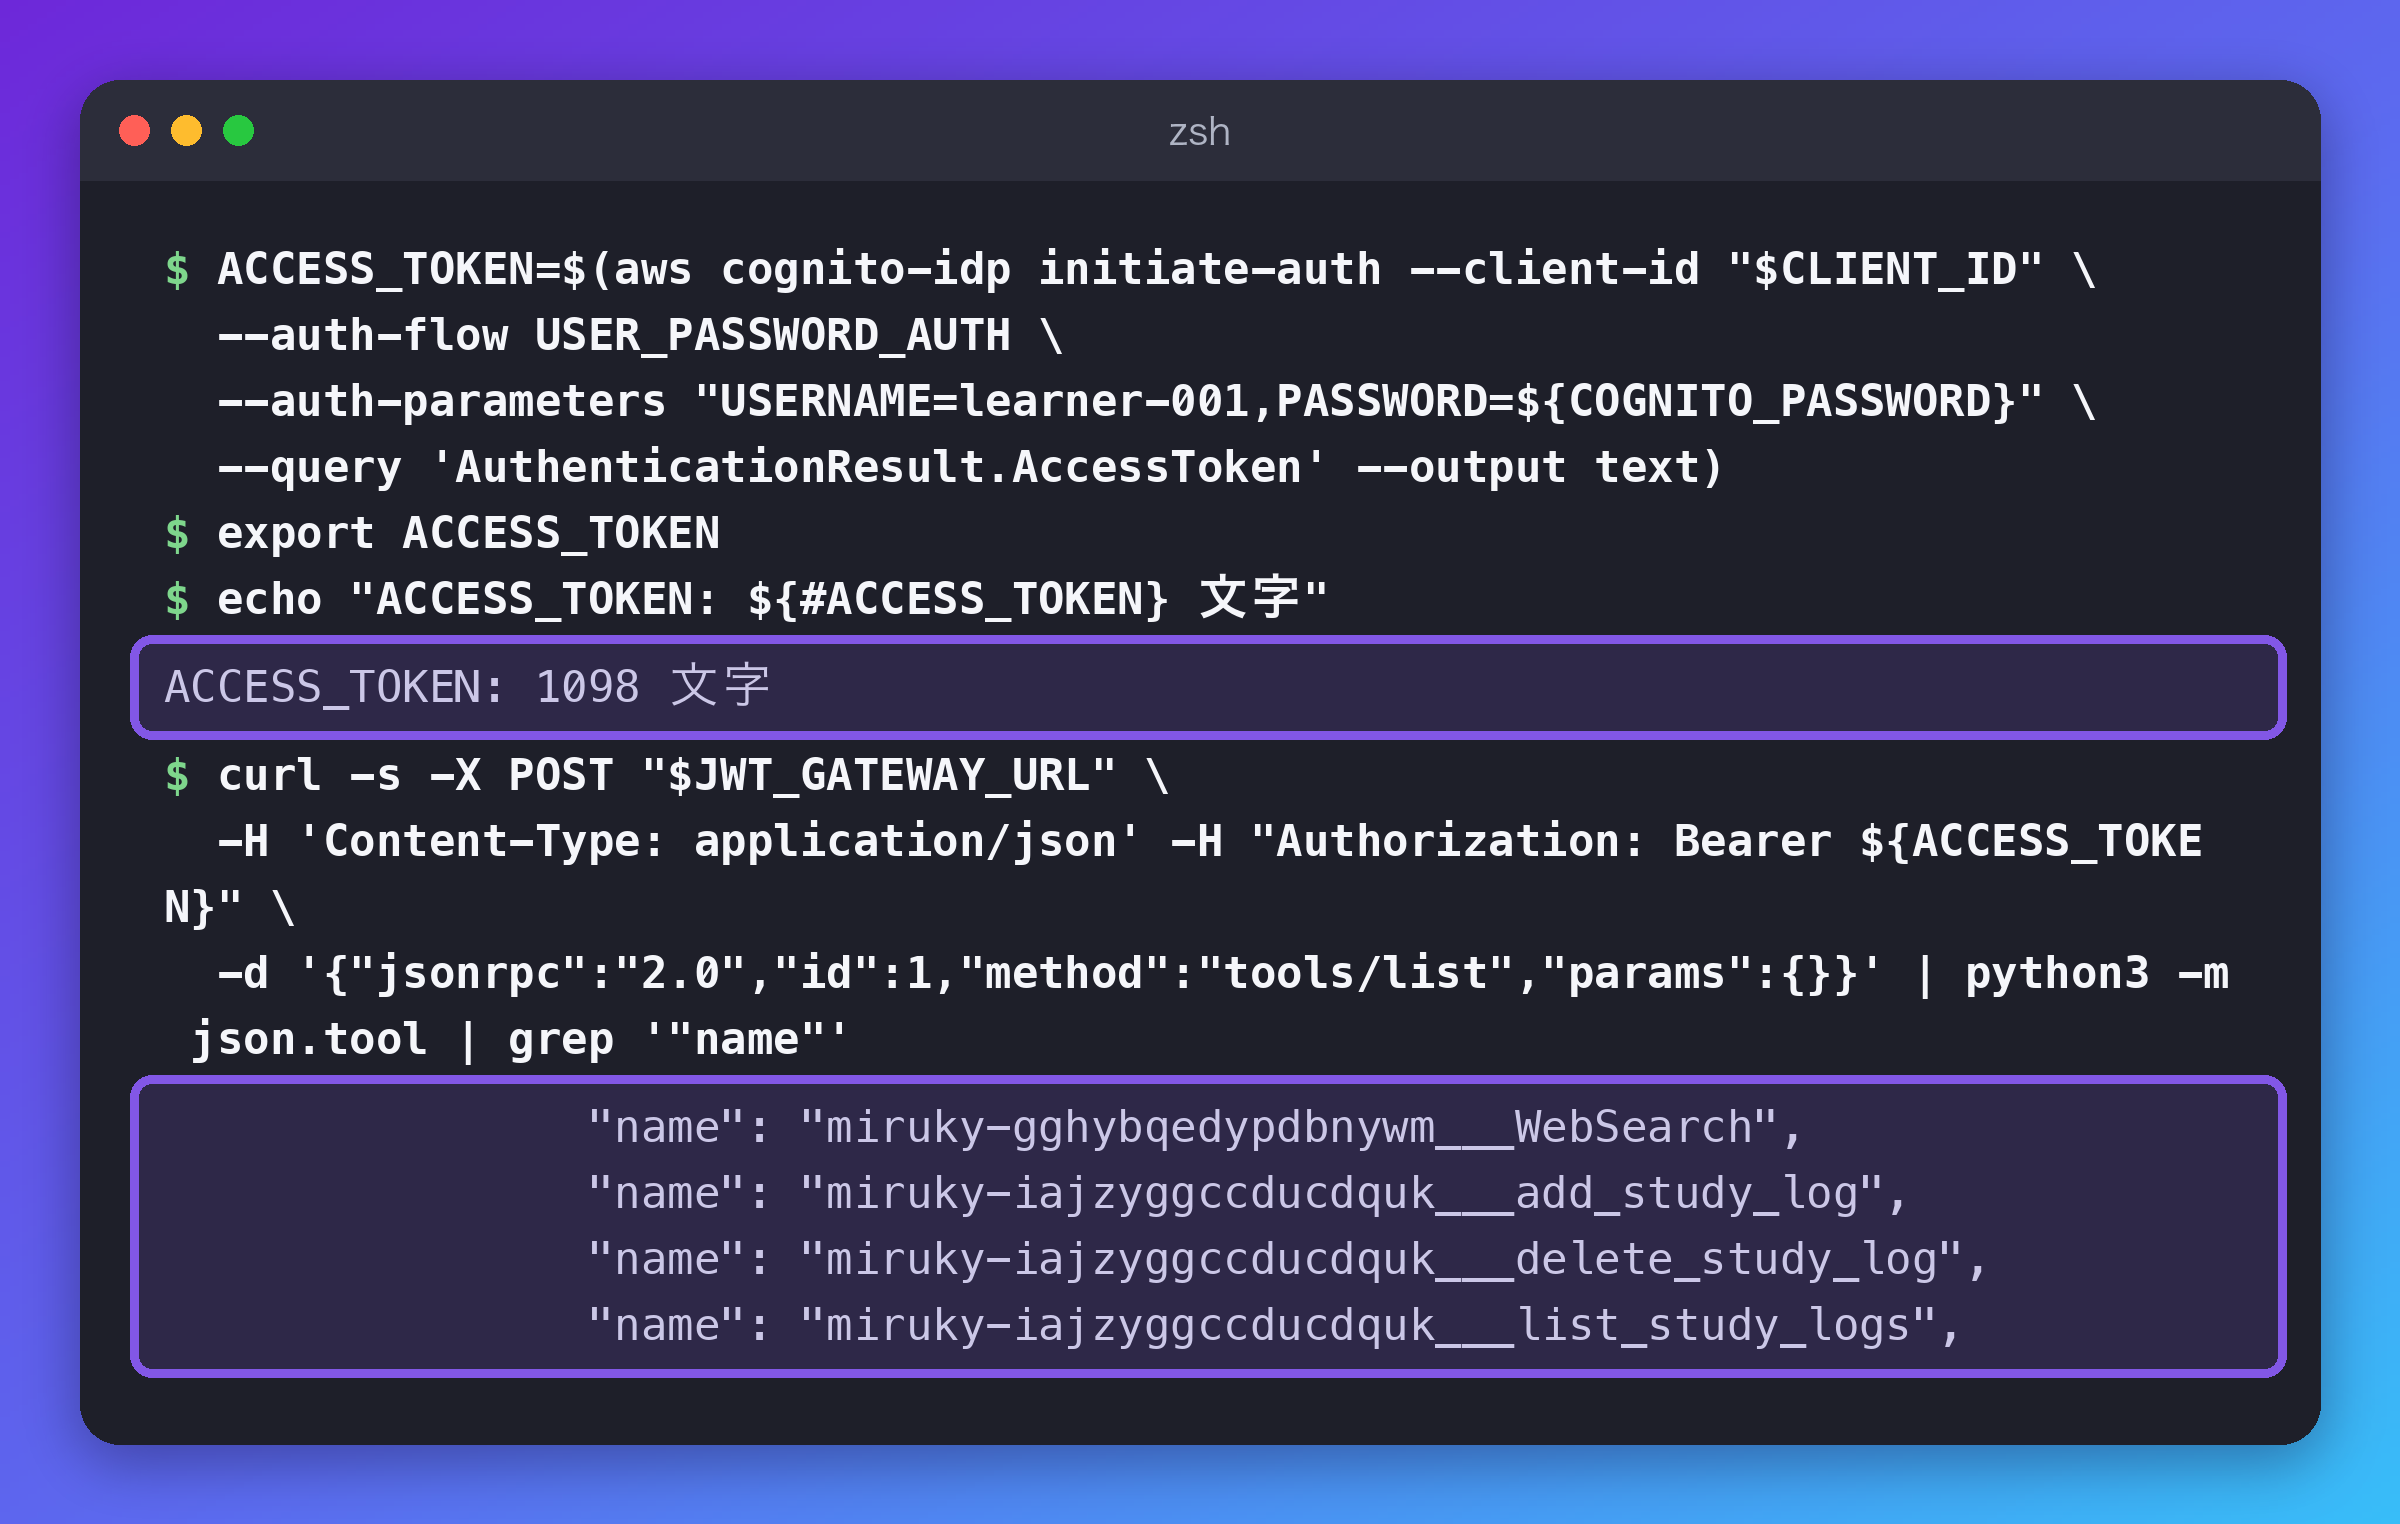 zsh
$ ACCESS_TOKEN=$(aws cognito-idp initiate-auth --client-id "$CLIENT_ID" \
  --auth-flow USER_PASSWORD_AUTH \
  --auth-parameters "USERNAME=learner-001,PASSWORD=${COGNITO_PASSWORD}" \
  --query 'AuthenticationResult.AccessToken' --output text)
$ export ACCESS_TOKEN
$ echo "ACCESS_TOKEN: ${#ACCESS_TOKEN} 文字"
ACCESS_TOKEN: 1098 文字
$ curl -s -X POST "$JWT_GATEWAY_URL" \
  -H 'Content-Type: application/json' -H "Authorization: Bearer ${ACCESS_TOKE
N}" \
  -d '{"jsonrpc":"2.0","id":1,"method":"tools/list","params":{}}' | python3 -m
 json.tool | grep '"name"'
                "name": "miruky-gghybqedypdbnywm___WebSearch",
                "name": "miruky-iajzyggccducdquk___add_study_log",
                "name": "miruky-iajzyggccducdquk___delete_study_log",
                "name": "miruky-iajzyggccducdquk___list_study_logs",